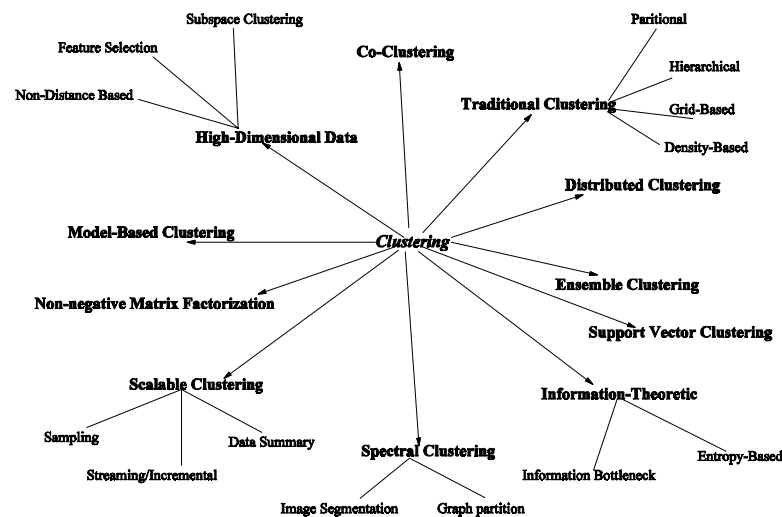 Subspace Clustering
Paritional
Feature Selection
Co-Clustering
Hierarchical
Non-Distance Based
Traditional Clustering
Grid-Based
High-Dimensional Data
Density-Based
Distributed Clustering
Model-Based Clustering
Clustering
Ensemble Clustering
Non-negative Matrix Factorization
Support Vector Clustering
Scalable Clustering
Information-Theoretic
Sampling
Data Summary
Spectral Clustering
Entropy-Based
Streaming/Incremental
Information Bottleneck
Image Segmentation
Graph partition